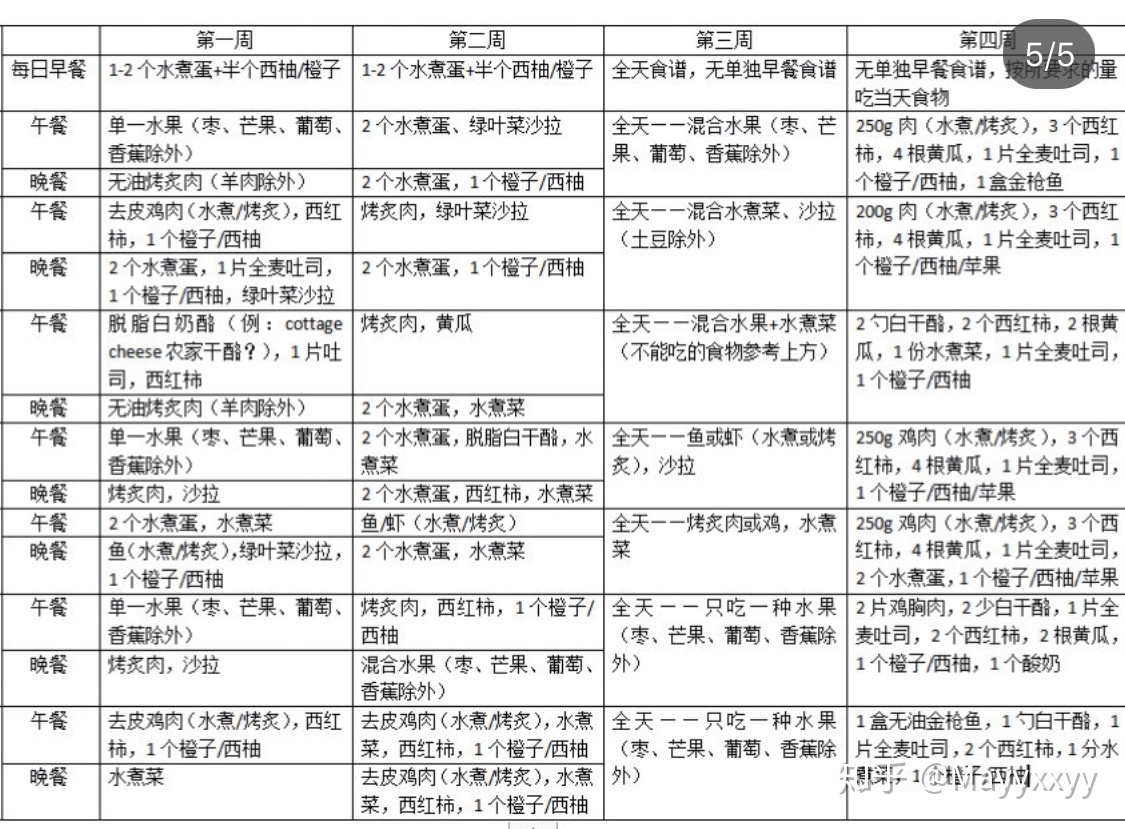 第一周
第二周
第三周
第四周
5/5
每日早餐
1-2个水煮蛋+半个西柚/橙子
1-2个水煮蛋+半个西柚/橙子
全天食谱，无单独早餐食谱
无单独早餐食谱，按所要求的量
吃当天食物
午餐
单一水果（枣、芒果、葡萄、
香蕉除外）
2个水煮蛋、绿叶菜沙拉
全天——混合水果（枣、芒
果、葡萄、香蕉除外）
250g肉（水煮/烤炙），3个西红
柿，4根黄瓜，1片全麦吐司，1
个橙子/西柚，1盒金枪鱼
晚餐
无油烤炙肉（羊肉除外）
2个水煮蛋，1个橙子/西柚
午餐
去皮鸡肉（水煮/烤炙），西红
柿，1个橙子/西柚
烤炙肉，绿叶菜沙拉
全天——混合水煮菜、沙拉
（土豆除外）
200g肉（水煮/烤炙），3个西红
柿，4根黄瓜，1片全麦吐司，1
个橙子/西柚/苹果
晚餐
2个水煮蛋，1片全麦吐司，
1个橙子/西柚，绿叶菜沙拉
2个水煮蛋，1个橙子/西柚
午餐
脱脂白奶酪（例：cottage
cheese农家干酪？），1片吐
司，西红柿
烤炙肉，黄瓜
全天——混合水果+水煮菜
（不能吃的食物参考上方）
2勺白干酪，2个西红柿，2根黄
瓜，1份水煮菜，1片全麦吐司，
1个橙子/西柚
晚餐
无油烤炙肉（羊肉除外）
2个水煮蛋，水煮菜
午餐
单一水果（枣、芒果、葡萄、
香蕉除外）
2个水煮蛋，脱脂白干酪，水
煮菜
全天——鱼或虾（水煮或烤
炙），沙拉
250g鸡肉（水煮/烤炙），3个西
红柿，4根黄瓜，1片全麦吐司，
1个橙子/西柚/苹果
晚餐
烤炙肉，沙拉
2个水煮蛋，西红柿，水煮菜
午餐
2个水煮蛋，水煮菜
鱼/虾（水煮/烤炙）
全天——烤炙肉或鸡，水煮
菜
250g鸡肉（水煮/烤炙），3个西
红柿，4根黄瓜，1片全麦吐司，
2个水煮蛋，1个橙子/西柚/苹果
晚餐
鱼（水煮/烤炙），绿叶菜沙拉，
1个橙子/西柚
2个水煮蛋，水煮菜
午餐
单一水果（枣、芒果、葡萄、
香蕉除外）
烤炙肉，西红柿，1个橙子/
西柚
全天——只吃一种水果
（枣、芒果、葡萄、香蕉除
外）
2片鸡胸肉，2少白干酪，1片全
麦吐司，2个西红柿，2根黄瓜，
1个橙子/西柚，1个酸奶
晚餐
烤炙肉，沙拉
混合水果（枣、芒果、葡萄、
香蕉除外）
午餐
去皮鸡肉（水煮/烤炙），西红
柿，1个橙子/西柚
去皮鸡肉（水煮/烤炙），水煮
菜，西红柿，1个橙子/西柚
全天——只吃一种水果
（枣、芒果、葡萄、香蕉除
外）
1盒无油金枪鱼，1勺白干酪，1
片全麦吐司，2个西红柿，1分水
煮菜，1个橙子/西柚
晚餐
水煮菜
去皮鸡肉（水煮/烤炙），水煮
菜，西红柿，1个橙子/西柚
知乎 @Mayjxxyy